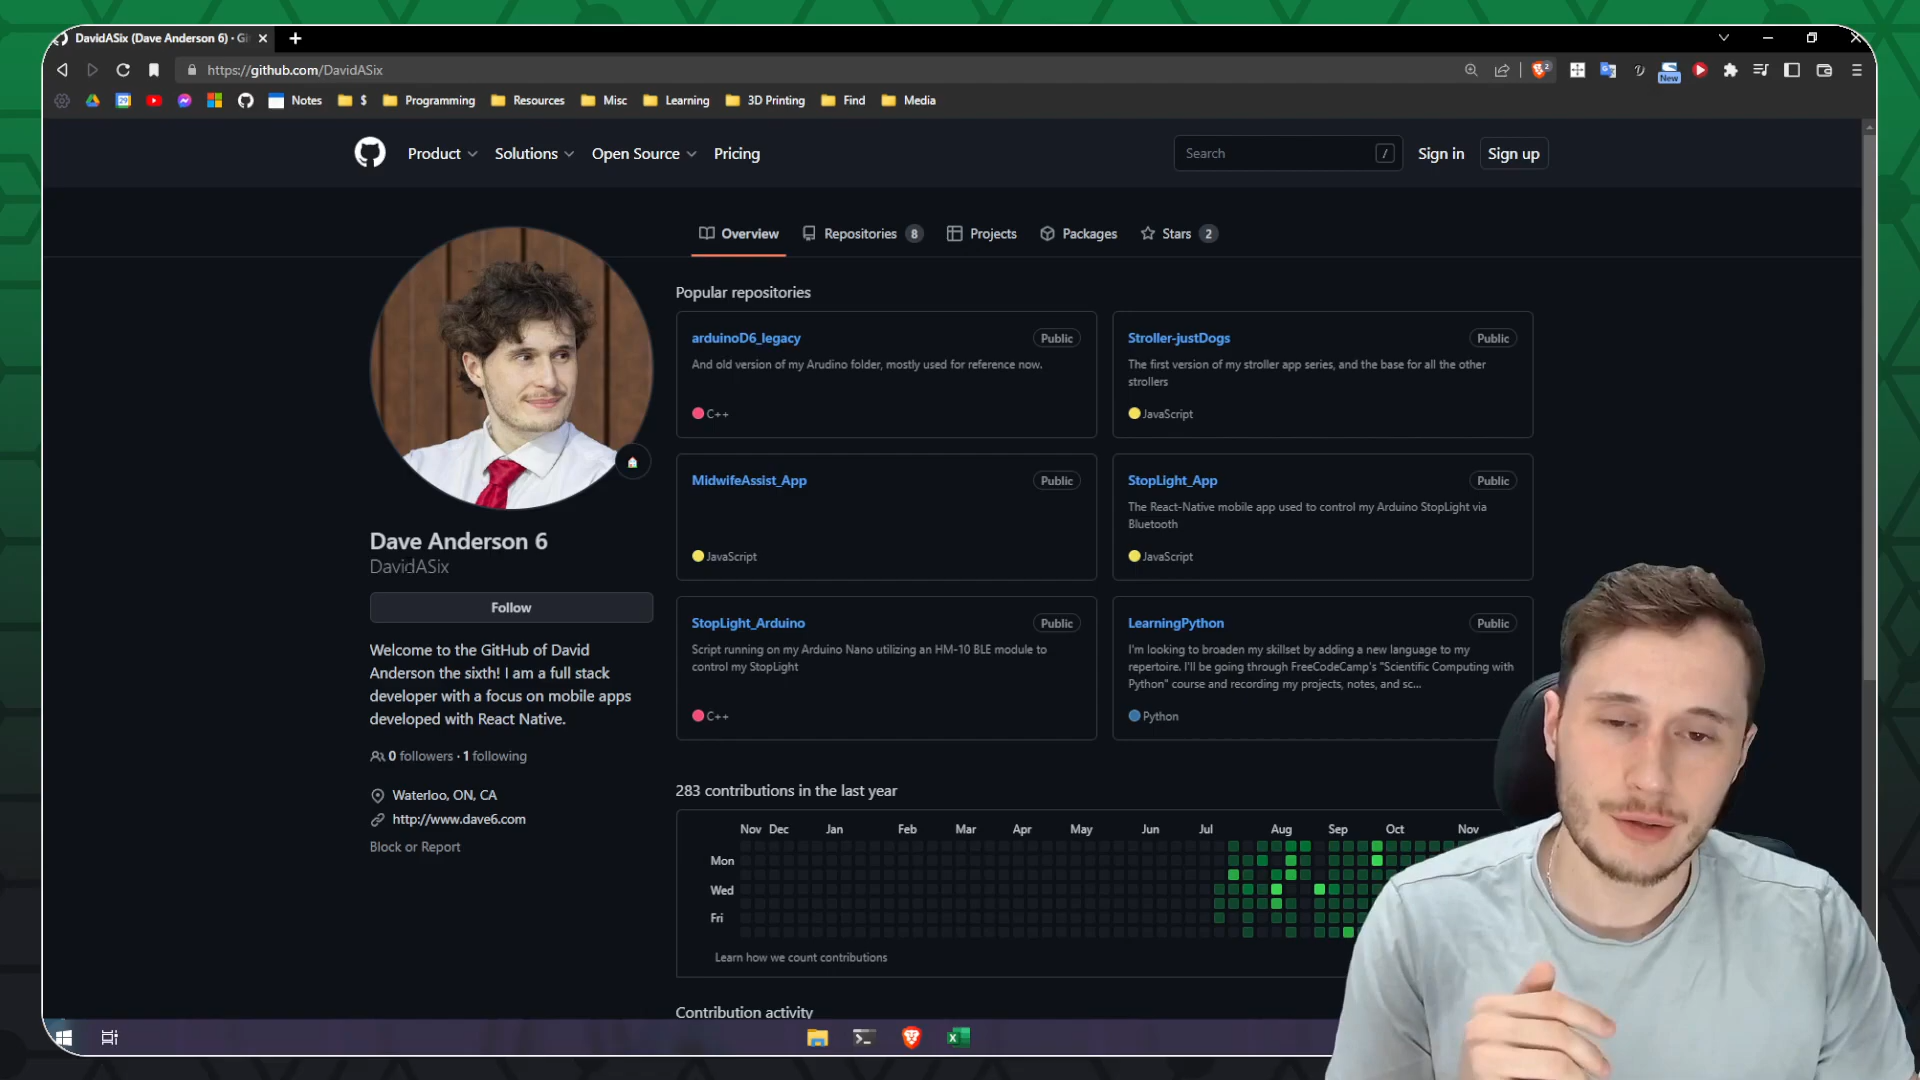 DavidASix (Dave Anderson 6) · Gi
https://github.com/DavidASix
2
New
Notes
$
Programming
Resources
Misc
Learning
3D Printing
Find
Media
Product
Solutions
Open Source
Pricing
Search
/
Sign in
Sign up
Overview
Repositories 8
Projects
Packages
Stars 2
Dave Anderson 6
DavidASix
Follow
Welcome to the GitHub of David
Anderson the sixth! I am a full stack
developer with a focus on mobile apps
developed with React Native.
0 followers · 1 following
Waterloo, ON, CA
http://www.dave6.com
Block or Report
Popular repositories
arduinoD6_legacy
Public
And old version of my Arudino folder, mostly used for reference now.
C++
Stroller-justDogs
Public
The first version of my stroller app series, and the base for all the other
strollers
JavaScript
MidwifeAssist_App
Public
JavaScript
StopLight_App
Public
The React-Native mobile app used to control my Arduino StopLight via
Bluetooth
JavaScript
StopLight_Arduino
Public
Script running on my Arduino Nano utilizing an HM-10 BLE module to
control my StopLight
C++
LearningPython
Public
I'm looking to broaden my skillset by adding a new language to my
repertoire. I'll be going through FreeCodeCamp's "Scientific Computing with
Python" course and recording my projects, notes, and sc...
Python
283 contributions in the last year
Nov Dec Jan Feb Mar Apr May Jun Jul Aug Sep Oct Nov
Mon
Wed
Fri
Learn how we count contributions
Contribution activity